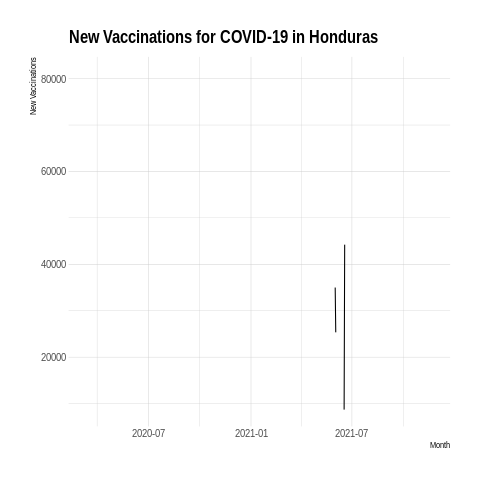 New Vaccinations for COVID-19 in Honduras
New Vaccinations
80000
60000
40000
20000
2020-07 2021-01 2021-07
Month